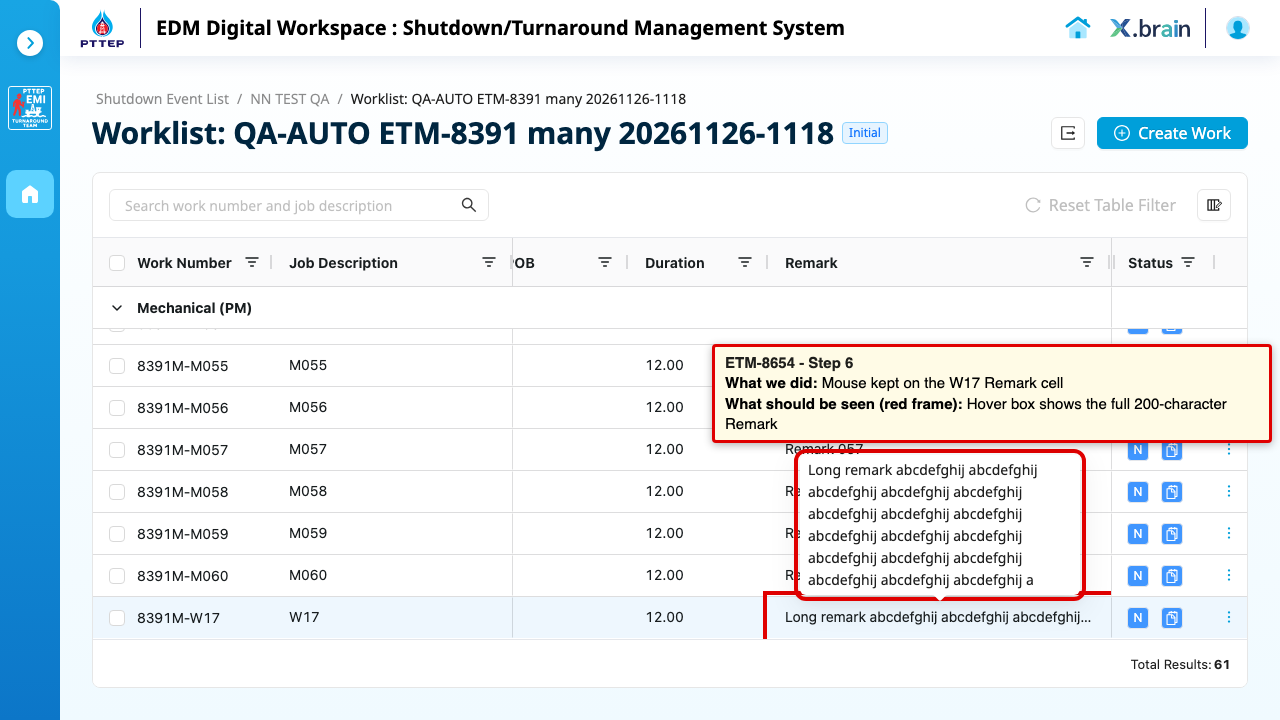 PTTEP
EDM Digital Workspace : Shutdown/Turnaround Management System
X.brain
PTTEP
EMI
TURNAROUND
TEAM
Shutdown Event List / NN TEST QA / Worklist: QA-AUTO ETM-8391 many 20261126-1118
Worklist: QA-AUTO ETM-8391 many 20261126-1118 Initial
Create Work
Search work number and job description
Reset Table Filter
Work Number Job Description OB Duration Remark Status
Mechanical (PM)
8391M-M055 M055 12.00
ETM-8654 - Step 6
What we did: Mouse kept on the W17 Remark cell
What should be seen (red frame): Hover box shows the full 200-character
Remark
8391M-M056 M056 12.00
8391M-M057 M057 12.00 Remark 057 N
Long remark abcdefghij abcdefghij
abcdefghij abcdefghij abcdefghij
abcdefghij abcdefghij abcdefghij
abcdefghij abcdefghij abcdefghij
abcdefghij abcdefghij abcdefghij
abcdefghij abcdefghij abcdefghij a
8391M-M058 M058 12.00 Re N
8391M-M059 M059 12.00 Re N
8391M-M060 M060 12.00 Re N
8391M-W17 W17 12.00 Long remark abcdefghij abcdefghij abcdefghij... N
Total Results: 61